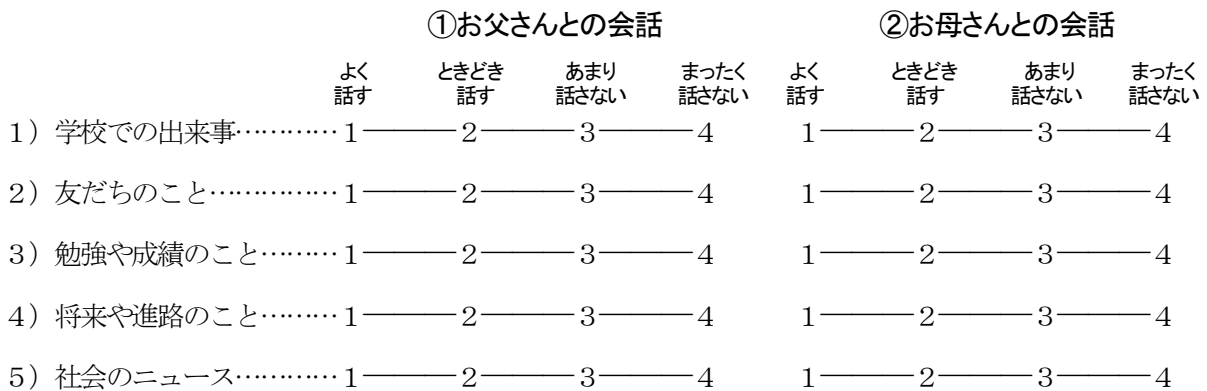 ①お父さんとの会話 ②お母さんとの会話
よく ときどき あまり まったく よく ときどき あまり まったく
話す 話す 話さない 話さない 話す 話す 話さない 話さない
1）学校での出来事…………1───2───3───4 1───2───3───4
2）友だちのこと……………1───2───3───4 1───2───3───4
3）勉強や成績のこと………1───2───3───4 1───2───3───4
4）将来や進路のこと………1───2───3───4 1───2───3───4
5）社会のニュース…………1───2───3───4 1───2───3───4